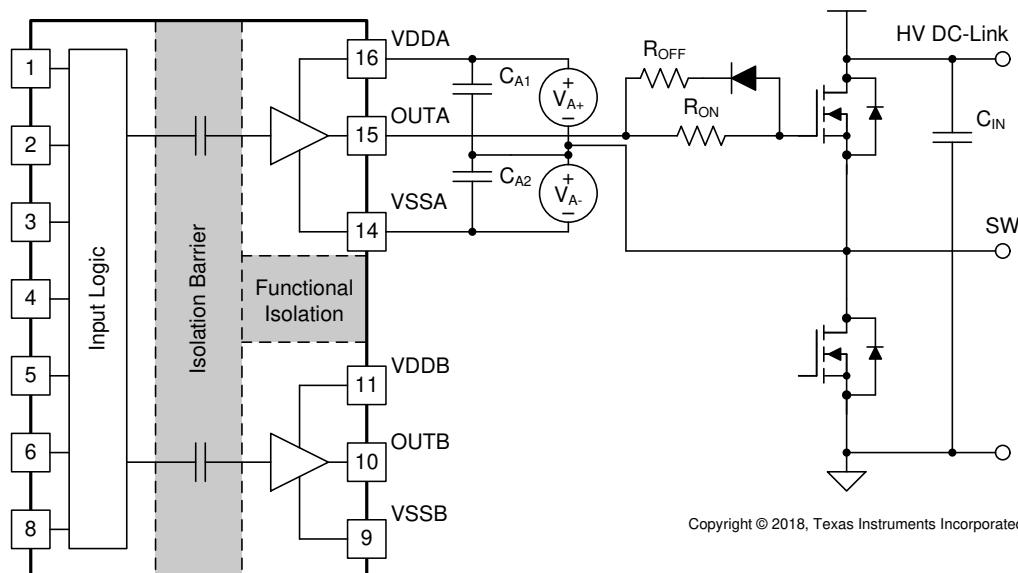 1
2
3
4
5
6
8
Input Logic
Isolation Barrier
Functional
Isolation
16
VDDA
15
OUTA
14
VSSA
11
VDDB
10
OUTB
9
VSSB
CA1
CA2
+
VA+
−
+
VA-
−
ROFF
RON
CIN
HV DC-Link
SW
Copyright © 2018, Texas Instruments Incorporated